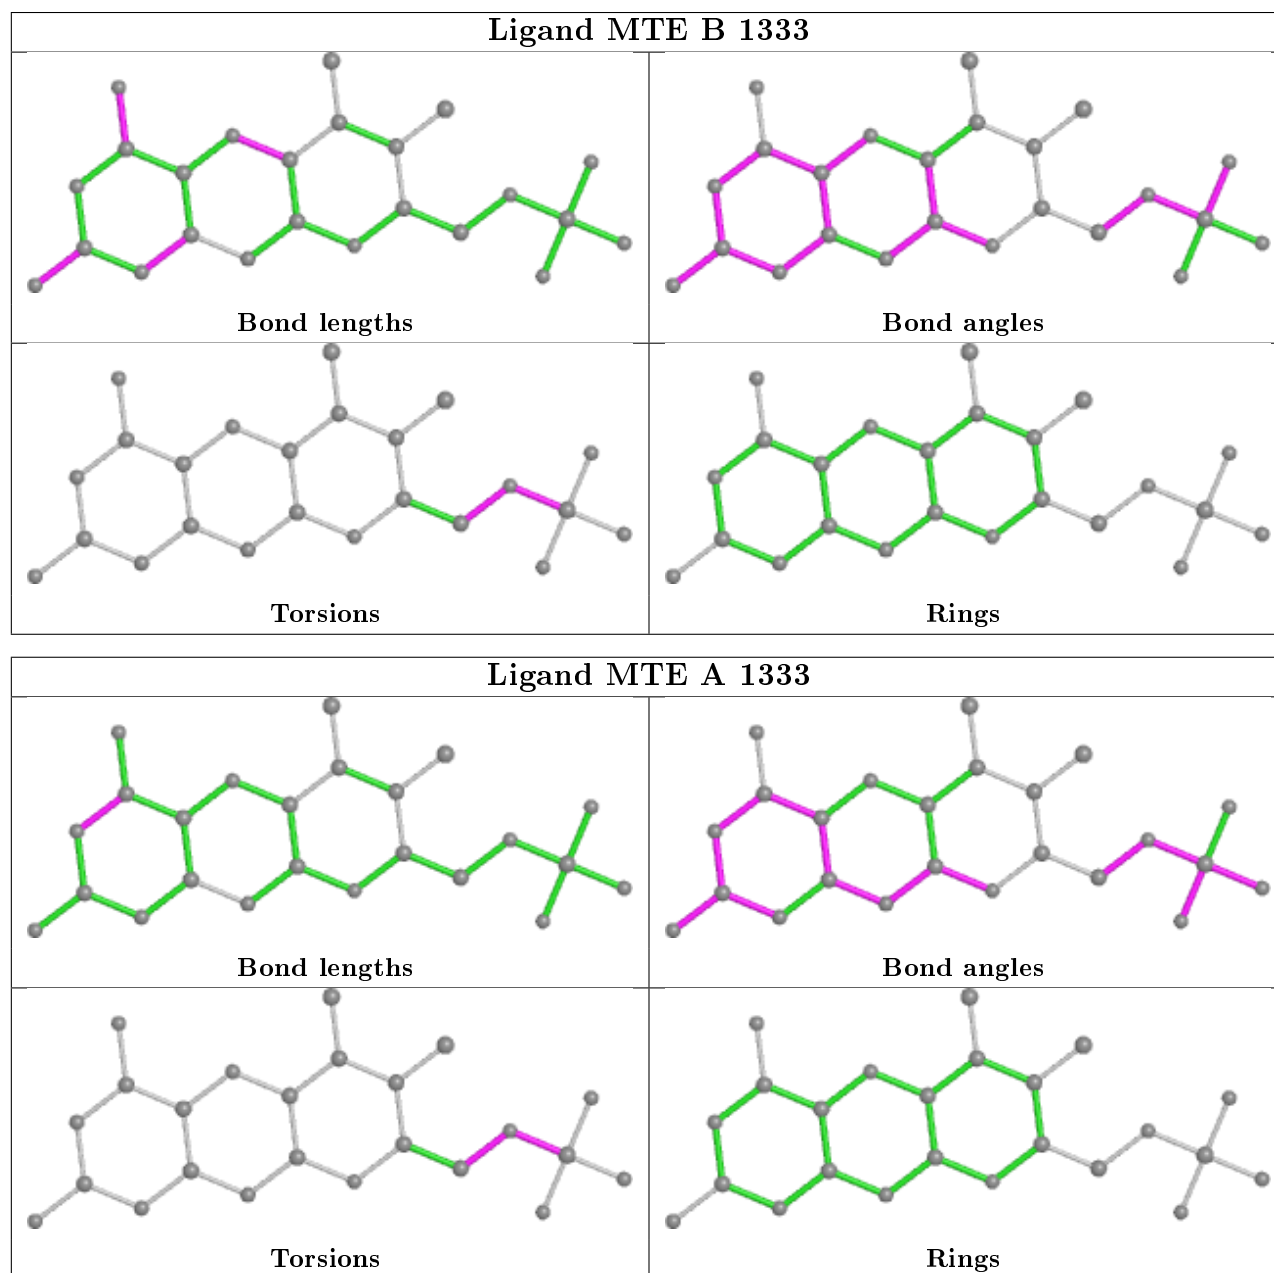 Ligand MTE B 1333
Bond lengths
Bond angles
Torsions
Rings
Ligand MTE A 1333
Bond lengths
Bond angles
Torsions
Rings